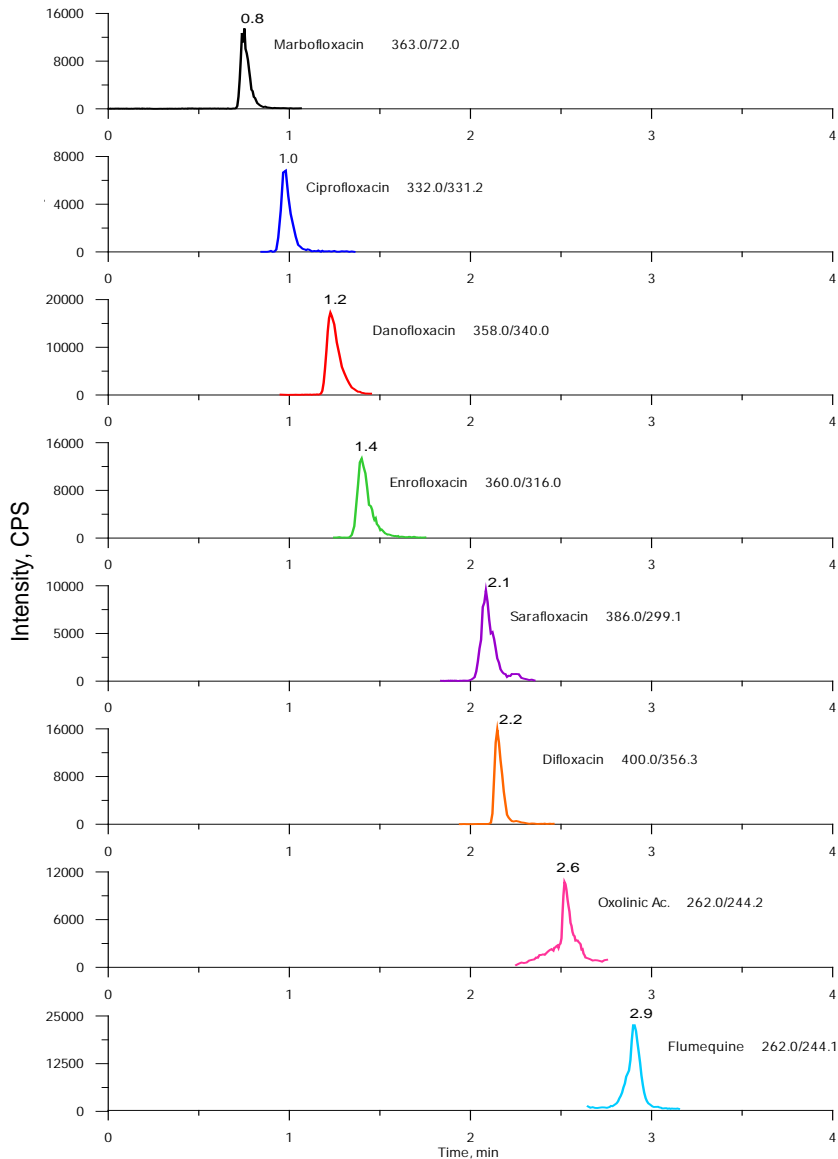 16000
0.8
Marbofloxacin 363.0/72.0
8000
0
0 1 2 3 4
8000
1.0
Ciprofloxacin 332.0/331.2
4000
0
0 1 2 3 4
20000
1.2
Danofloxacin 358.0/340.0
10000
0
0 1 2 3 4
16000
1.4
Enrofloxacin 360.0/316.0
8000
0
0 1 2 3 4
Intensity, CPS
10000
2.1
Sarafloxacin 386.0/299.1
5000
0
0 1 2 3 4
16000
2.2
Difloxacin 400.0/356.3
8000
0
0 1 2 3 4
12000
2.6
Oxolinic Ac. 262.0/244.2
6000
0
0 1 2 3 4
25000
2.9
Flumequine 262.0/244.1
12500
0
0 1 2 3 4
Time, min